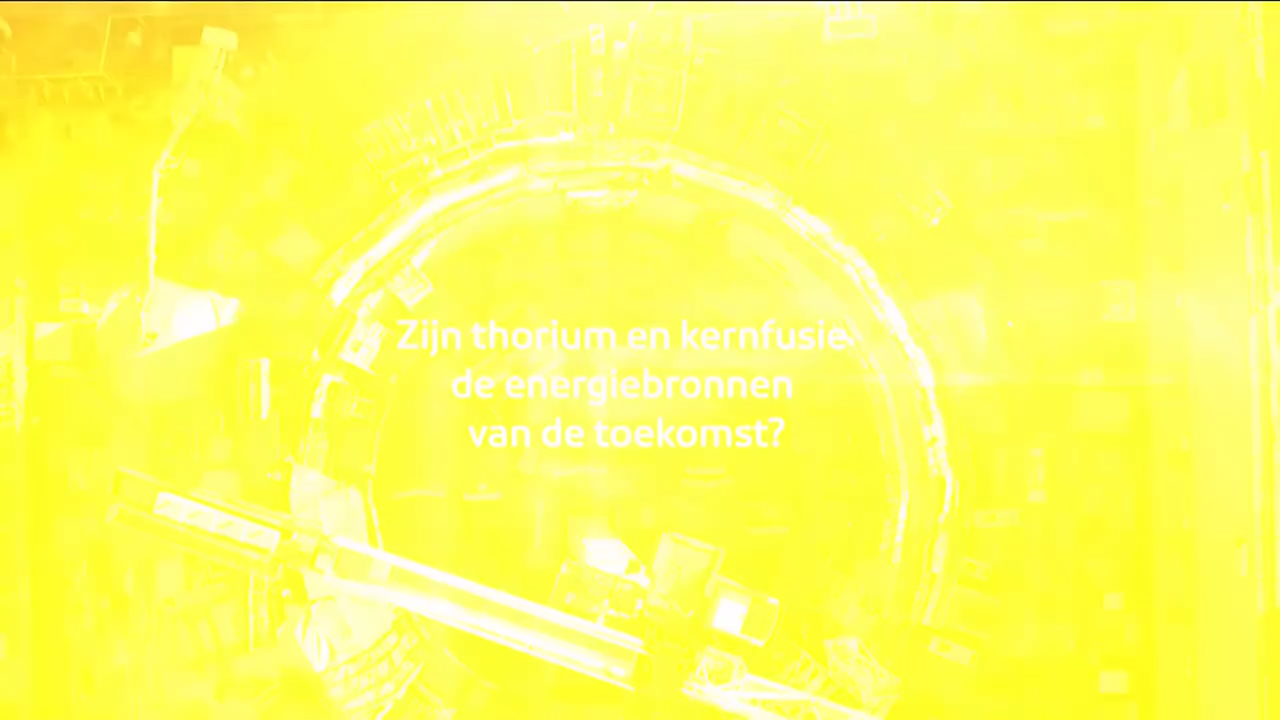 Zijn thorium en kernfusie
de energiebronnen
van de toekomst?